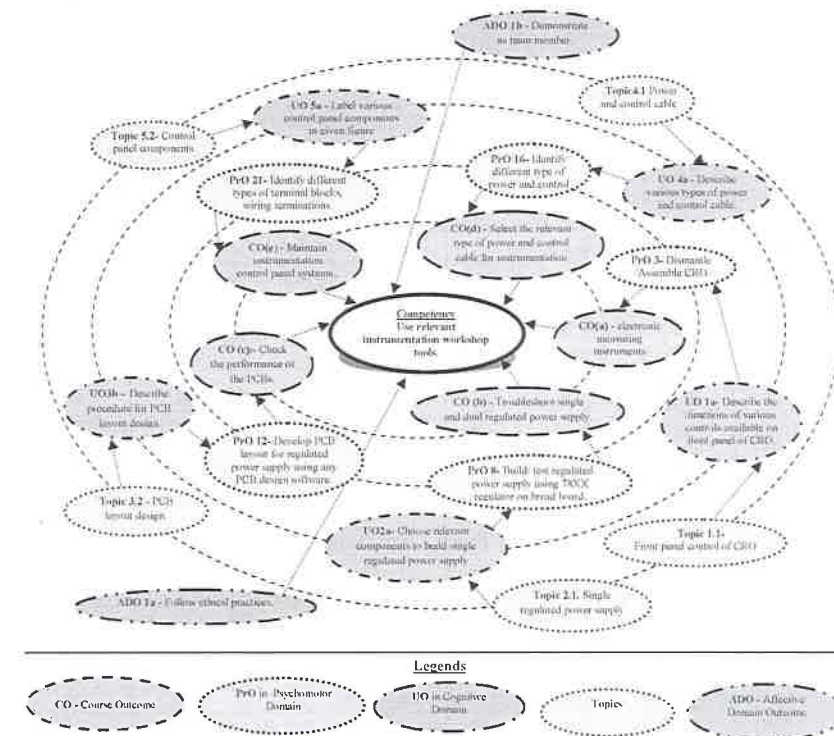 ADO 1b - Demonstrate
as team member
Topic4.1 Power
and control cable
UO 5a - Label various
control panel components
in given figure
Topic 5.2- Control
panel components
PrO 16- Identify
different type of
power and control
UO 4a - Describe
various types of power
and control cable.
PrO 21- Identify different
types of terminal blocks,
wiring terminations.
CO(d) - Select the relevant
type of power and control
cable for instrumentation
CO(e) - Maintain
instrumentation
control panel systems
PrO 3- Dismantle
Assemble CRO
Competency
Use relevant
instrumentation workshop
tools
CO(a) - electronic
measuring
instruments
CO (c)- Check
the performance of
the PCBs.
UO3b - Describe
procedure for PCB
layout design
CO (b) - Troubleshoot single
and dual regulated power supply.
UO 1a- Describe the
functions of various
controls available on
front panel of CRO.
PrO 12- Develop PCB
layout for regulated
power supply using any
PCB design software
PrO 8- Build/ test regulated
power supply using 78XX
regulator on bread board.
Topic 3.2 - PCB
layout design
UO2a- Choose relevant
components to build single
regulated power supply
Topic 1.1-
Front panel control of CRO
ADO 1a - Follow ethical practices.
Topic 2.1. Single
regulated power supply
Legends
CO - Course Outcome
PrO in Psychomotor
Domain
UO in Cognitive
Domain
Topics
ADO - Affective
Domain Outcome